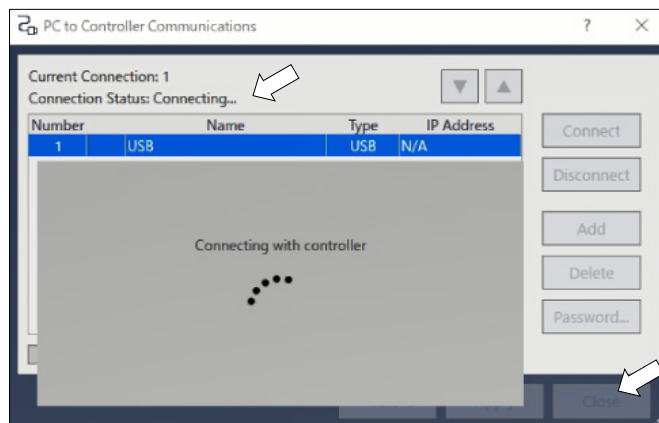 PC to Controller Communications
Current Connection: 1
Connection Status: Connecting...
Number Name Type IP Address
1 USB USB N/A
Connect
Disconnect
Connecting with controller
Add
Delete
Password...
Close